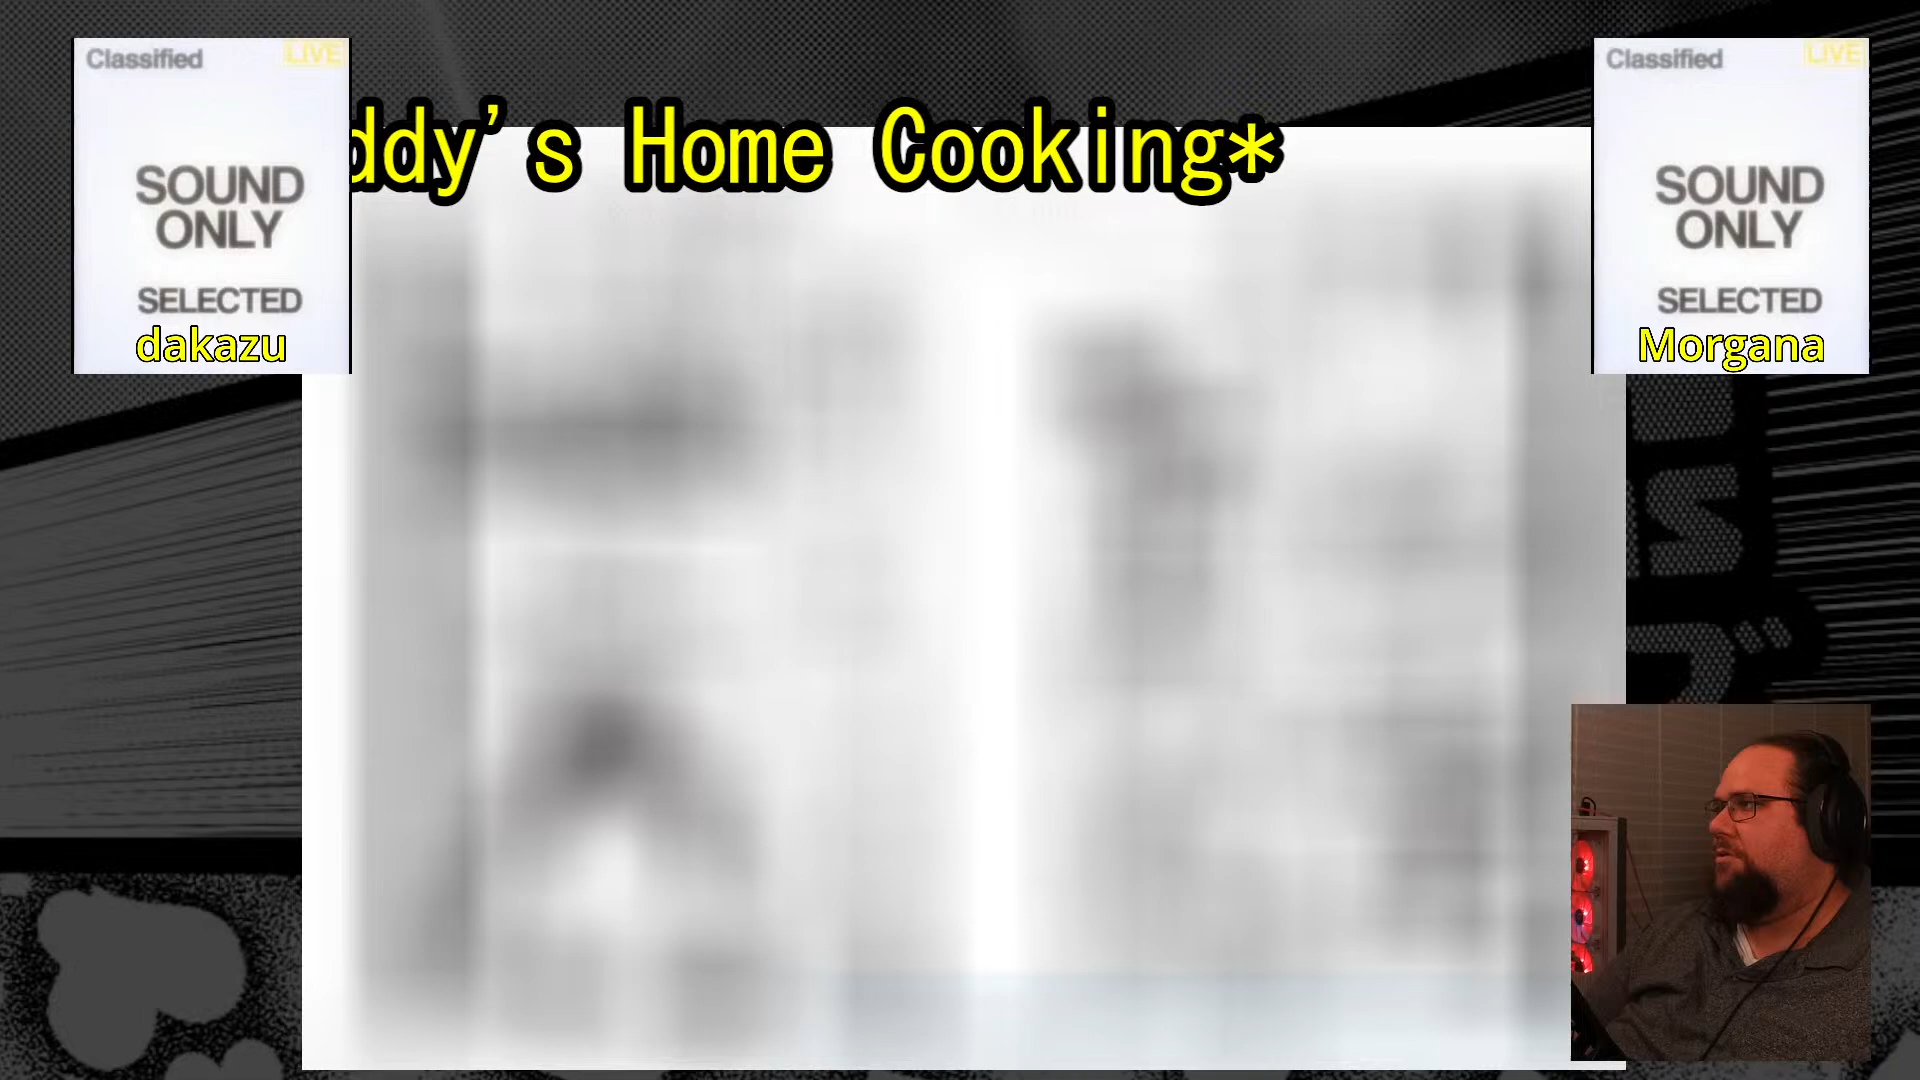 Classified LIVE
SOUND
ONLY
SELECTED
dakazu
ddy's Home Cooking*
Classified LIVE
SOUND
ONLY
SELECTED
Morgana